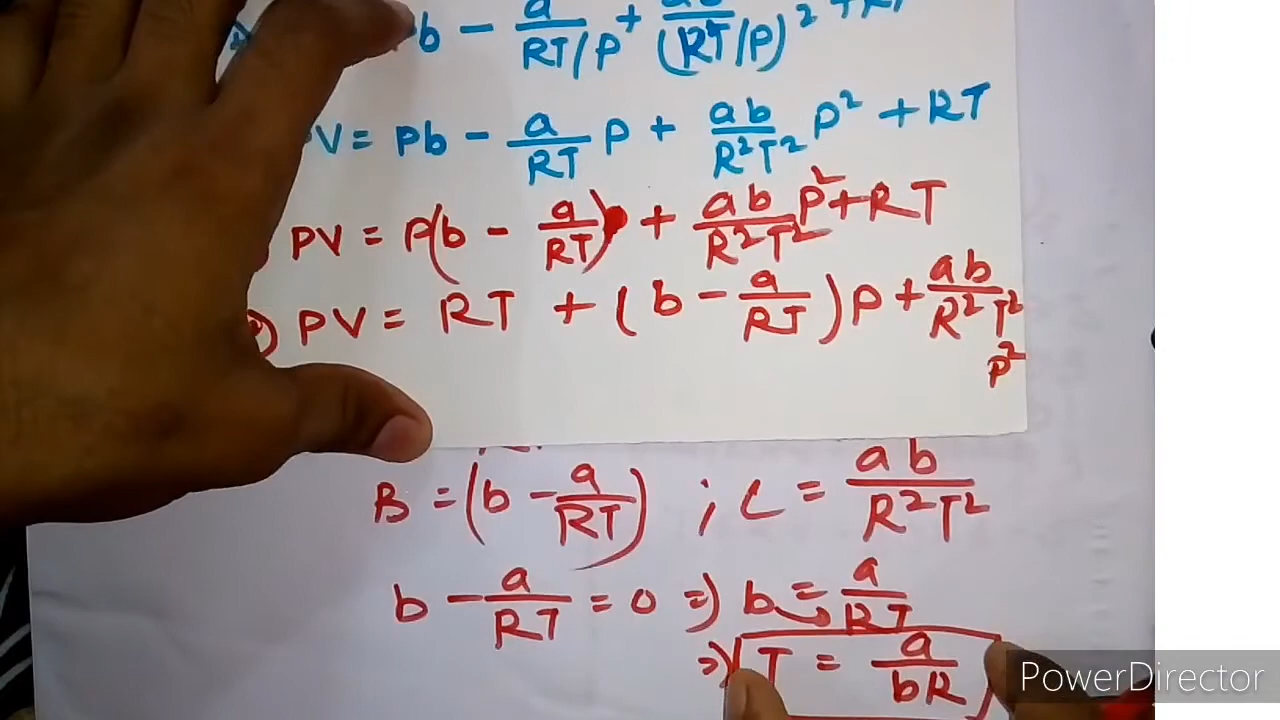 b - a/(RT/P) + ab/(RT/P)² + RT
V = Pb - a/RT P + ab/R²T² P² + RT
PV = P(b - a/RT) + ab/R²T² P² + RT
PV = RT + (b - a/RT)P + ab/R²T² P²
B = (b - a/RT) ; C = ab/R²T²
b - a/RT = 0 => b = a/RT
=> T = a/bR
PowerDirector